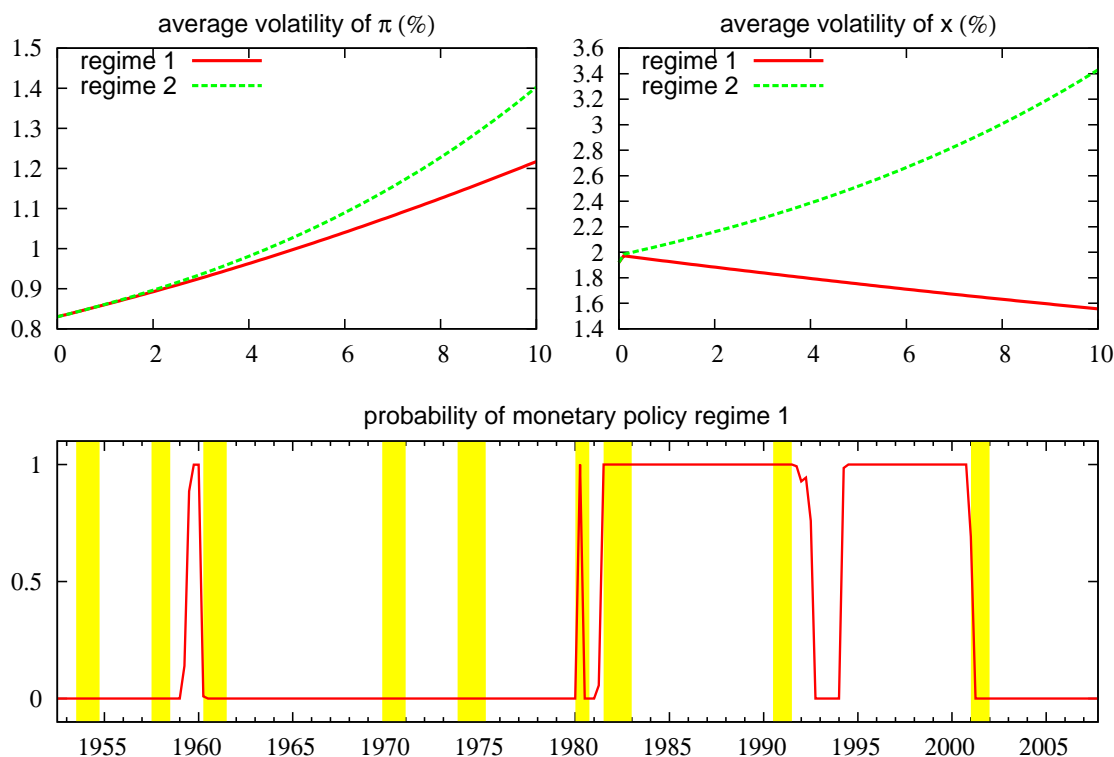 average volatility of π (%)
1.5
1.4
1.3
1.2
1.1
1
0.9
0.8
regime 1
regime 2
0 2 4 6 8 10
average volatility of x (%)
3.6
3.4
3.2
3
2.8
2.6
2.4
2.2
2
1.8
1.6
1.4
regime 1
regime 2
0 2 4 6 8 10
probability of monetary policy regime 1
1
0.5
0
1955 1960 1965 1970 1975 1980 1985 1990 1995 2000 2005